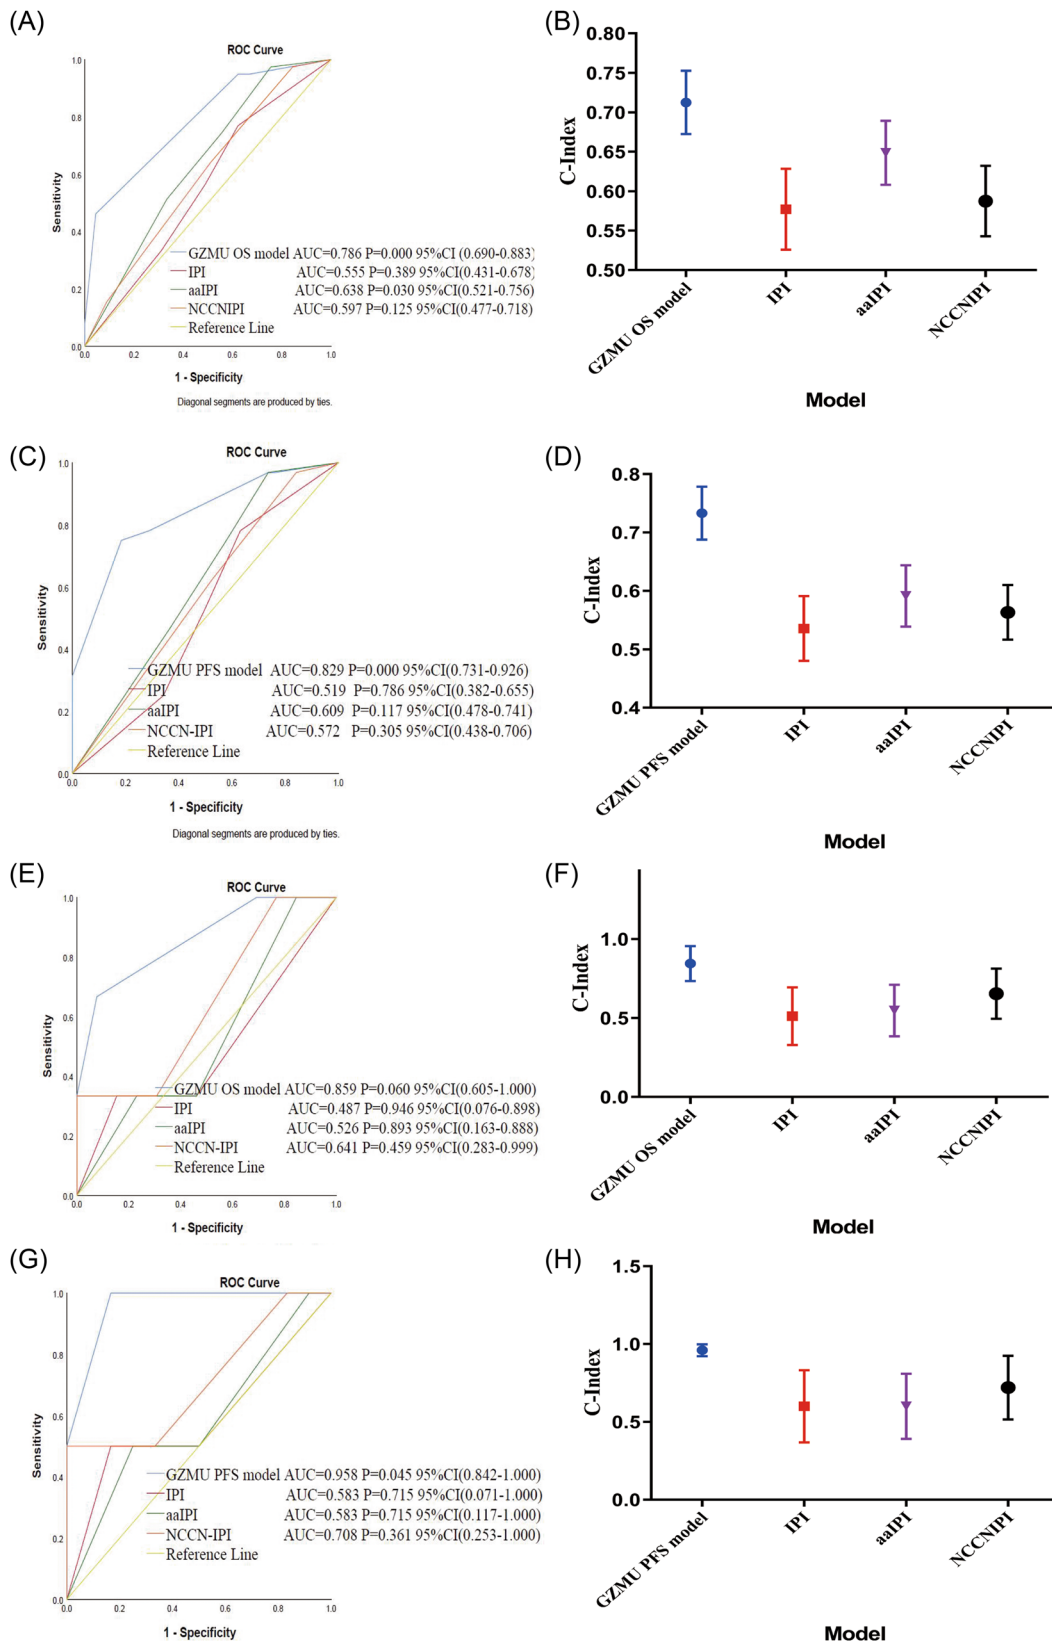 (A)
ROC Curve
1.0
0.8
0.6
0.4
0.2
0.0
Sensitivity
GZMU OS model AUC=0.786 P=0.000 95%CI (0.690-0.883)
IPI AUC=0.555 P=0.389 95%CI(0.431-0.678)
aaIPI AUC=0.638 P=0.030 95%CI(0.521-0.756)
NCCNIPI AUC=0.597 P=0.125 95%CI(0.477-0.718)
Reference Line
0.0 0.2 0.4 0.6 0.8 1.0
1 - Specificity
Diagonal segments are produced by ties.
(B)
0.80
0.75
0.70
0.65
0.60
0.55
0.50
C-Index
GZMU OS model
IPI
aaIPI
NCCNIPI
Model
(C)
ROC Curve
1.0
0.8
0.6
0.4
0.2
0.0
Sensitivity
GZMU PFS model AUC=0.829 P=0.000 95%CI(0.731-0.926)
IPI AUC=0.519 P=0.786 95%CI(0.382-0.655)
aaIPI AUC=0.609 P=0.117 95%CI(0.478-0.741)
NCCN-IPI AUC=0.572 P=0.305 95%CI(0.438-0.706)
Reference Line
0.0 0.2 0.4 0.6 0.8 1.0
1 - Specificity
Diagonal segments are produced by ties.
(D)
0.8
0.7
0.6
0.5
0.4
C-Index
GZMU PFS model
IPI
aaIPI
NCCNIPI
Model
(E)
ROC Curve
1.0
0.8
0.6
0.4
0.2
0.0
Sensitivity
GZMU OS model AUC=0.859 P=0.060 95%CI(0.605-1.000)
IPI AUC=0.487 P=0.946 95%CI(0.076-0.898)
aaIPI AUC=0.526 P=0.893 95%CI(0.163-0.888)
NCCN-IPI AUC=0.641 P=0.459 95%CI(0.283-0.999)
Reference Line
0.0 0.2 0.4 0.6 0.8 1.0
1 - Specificity
(F)
1.0
0.5
0.0
C-Index
GZMU OS model
IPI
aaIPI
NCCNIPI
Model
(G)
ROC Curve
1.0
0.8
0.6
0.4
0.2
0.0
Sensitivity
GZMU PFS model AUC=0.958 P=0.045 95%CI(0.842-1.000)
IPI AUC=0.583 P=0.715 95%CI(0.071-1.000)
aaIPI AUC=0.583 P=0.715 95%CI(0.117-1.000)
NCCN-IPI AUC=0.708 P=0.361 95%CI(0.253-1.000)
Reference Line
0.0 0.2 0.4 0.6 0.8 1.0
1 - Specificity
(H)
1.5
1.0
0.5
0.0
C-Index
GZMU PFS model
IPI
aaIPI
NCCNIPI
Model